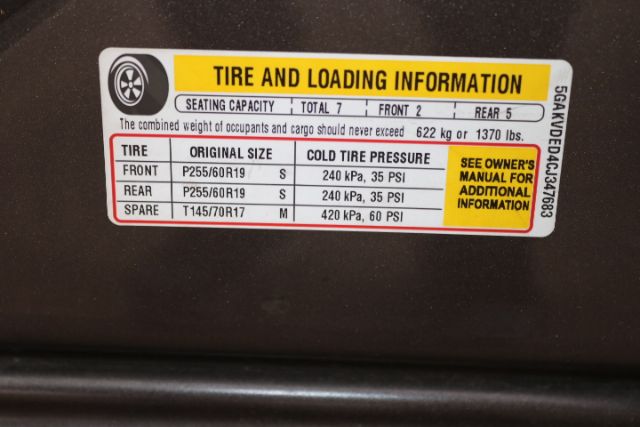 TIRE AND LOADING INFORMATION
SEATING CAPACITY TOTAL 7 FRONT 2 REAR 5
The combined weight of occupants and cargo should never exceed 622 kg or 1370 lbs.
TIRE ORIGINAL SIZE COLD TIRE PRESSURE
FRONT P255/60R19 S 240 kPa, 35 PSI
REAR P255/60R19 S 240 kPa, 35 PSI
SPARE T145/70R17 M 420 kPa, 60 PSI
SEE OWNER'S
MANUAL FOR
ADDITIONAL
INFORMATION
5GAKVDED4CJ347683